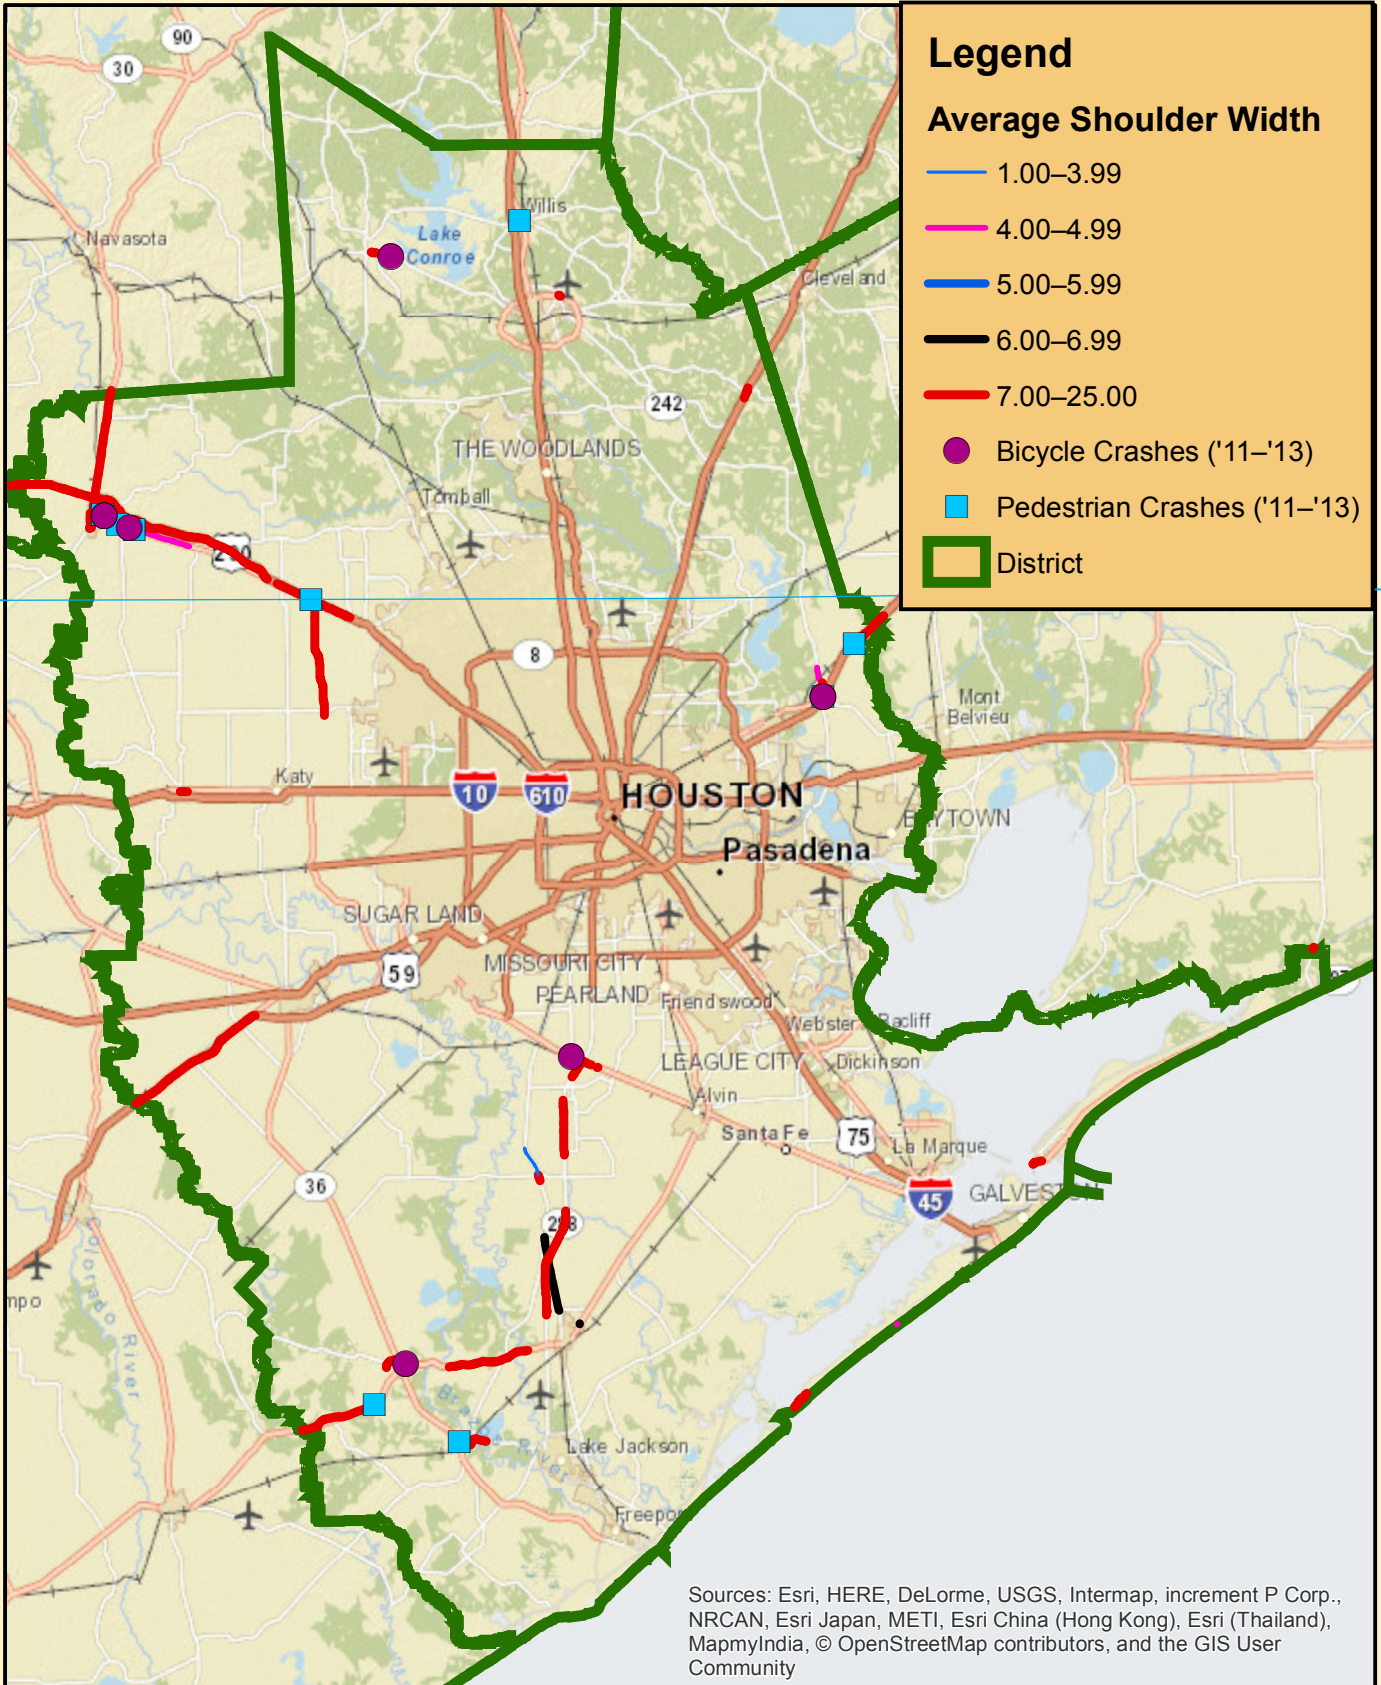 Legend
Average Shoulder Width
1.00–3.99
4.00–4.99
5.00–5.99
6.00–6.99
7.00–25.00
Bicycle Crashes ('11–'13)
Pedestrian Crashes ('11–'13)
District
90
30
Willis
Navasota
Lake
Conroe
Cleveland
242
THE WOODLANDS
Tomball
8
Mont
Belvieu
Katy
10
610
HOUSTON
Pasadena
SUGAR LAND
59
MISSOURI CITY
PEARLAND
Friendswood
Webster
Bacliff
LEAGUE CITY
Dickinson
Alvin
Santa Fe
75
La Marque
36
45
Colorado River
Lake Jackson
Sources: Esri, HERE, DeLorme, USGS, Intermap, increment P Corp.,
NRCAN, Esri Japan, METI, Esri China (Hong Kong), Esri (Thailand),
MapmyIndia, © OpenStreetMap contributors, and the GIS User
Community